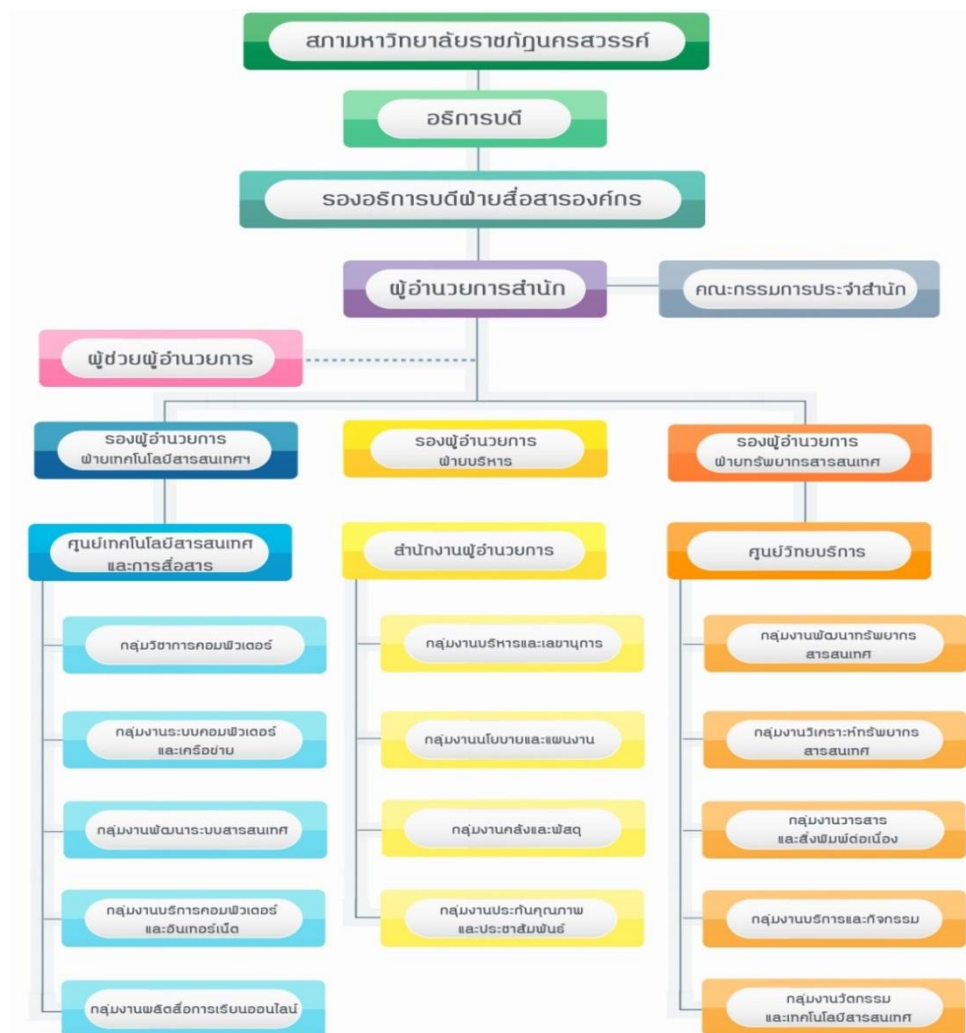 สภามหาวิทยาลัยราชภัฏนครสวรรค์
อธิการบดี
รองอธิการบดีฝ่ายสื่อสารองค์กร
ผู้อำนวยการสำนัก
คณะกรรมการประจำสำนัก
ผู้ช่วยผู้อำนวยการ
รองผู้อำนวยการ
ฝ่ายเทคโนโลยีสารสนเทศฯ
รองผู้อำนวยการ
ฝ่ายบริหาร
รองผู้อำนวยการ
ฝ่ายทรัพยากรสารสนเทศ
ศูนย์เทคโนโลยีสารสนเทศ
และการสื่อสาร
สำนักงานผู้อำนวยการ
ศูนย์วิทยบริการ
กลุ่มวิชาการคอมพิวเตอร์
กลุ่มงานบริหารและเลขานุการ
กลุ่มงานพัฒนาทรัพยากร
สารสนเทศ
กลุ่มงานระบบคอมพิวเตอร์
และเครือข่าย
กลุ่มงานนโยบายและแผนงาน
กลุ่มงานวิเคราะห์ทรัพยากร
สารสนเทศ
กลุ่มงานพัฒนาระบบสารสนเทศ
กลุ่มงานคลังและพัสดุ
กลุ่มงานวารสาร
และสิ่งพิมพ์ต่อเนื่อง
กลุ่มงานบริการคอมพิวเตอร์
และอินเทอร์เน็ต
กลุ่มงานประกันคุณภาพ
และประชาสัมพันธ์
กลุ่มงานบริการและกิจกรรม
กลุ่มงานผลิตสื่อการเรียนออนไลน์
กลุ่มงานวัตกรรม
และเทคโนโลยีสารสนเทศ